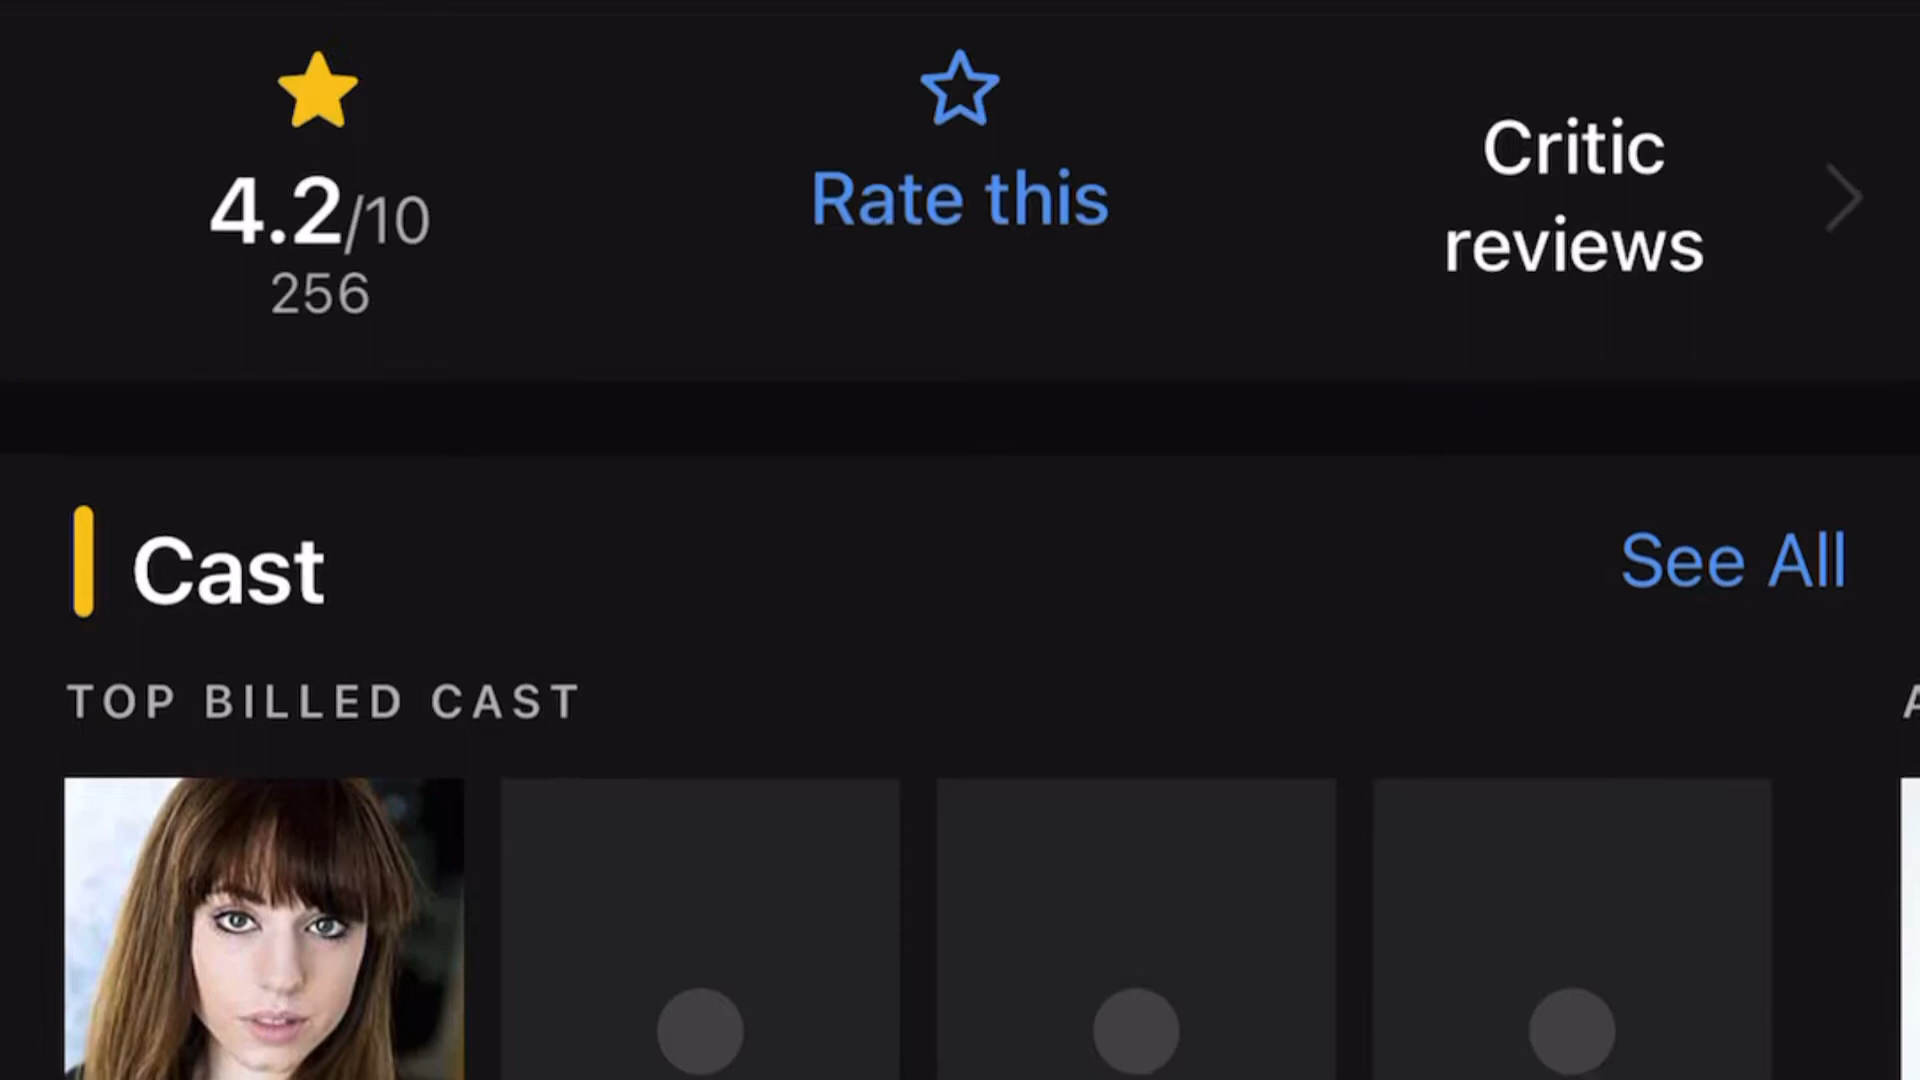 4.2/10
256
Rate this
Critic
reviews
Cast
See All
TOP BILLED CAST